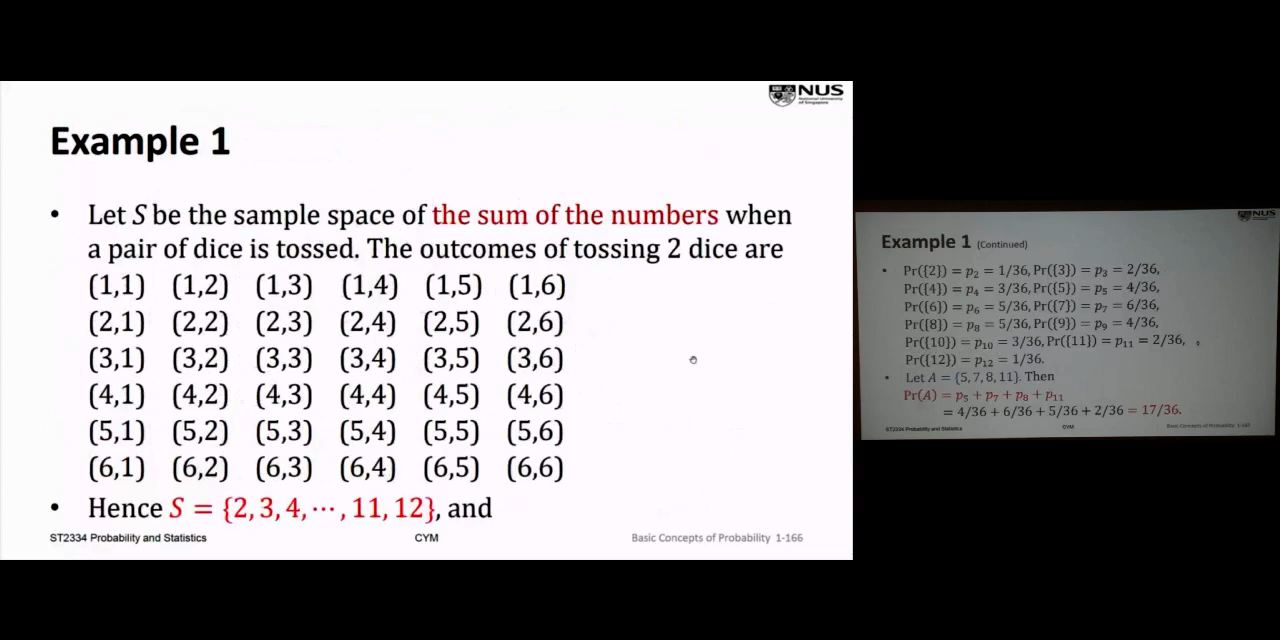 NUS
National University
of Singapore
Example 1
• Let S be the sample space of the sum of the numbers when
a pair of dice is tossed. The outcomes of tossing 2 dice are
(1,1) (1,2) (1,3) (1,4) (1,5) (1,6)
(2,1) (2,2) (2,3) (2,4) (2,5) (2,6)
(3,1) (3,2) (3,3) (3,4) (3,5) (3,6)
(4,1) (4,2) (4,3) (4,4) (4,5) (4,6)
(5,1) (5,2) (5,3) (5,4) (5,5) (5,6)
(6,1) (6,2) (6,3) (6,4) (6,5) (6,6)
• Hence S = {2, 3, 4, ⋯ , 11, 12}, and
ST2334 Probability and Statistics CYM Basic Concepts of Probability 1-166
NUS
Example 1 (Continued)
• Pr({2}) = p₂ = 1/36, Pr({3}) = p₃ = 2/36,
Pr({4}) = p₄ = 3/36, Pr({5}) = p₅ = 4/36,
Pr({6}) = p₆ = 5/36, Pr({7}) = p₇ = 6/36,
Pr({8}) = p₈ = 5/36, Pr({9}) = p₉ = 4/36,
Pr({10}) = p₁₀ = 3/36, Pr({11}) = p₁₁ = 2/36,
Pr({12}) = p₁₂ = 1/36.
• Let A = {5, 7, 8, 11}. Then
Pr(A) = p₅ + p₇ + p₈ + p₁₁
= 4/36 + 6/36 + 5/36 + 2/36 = 17/36.
ST2334 Probability and Statistics CYM Basic Concepts of Probability 1-167